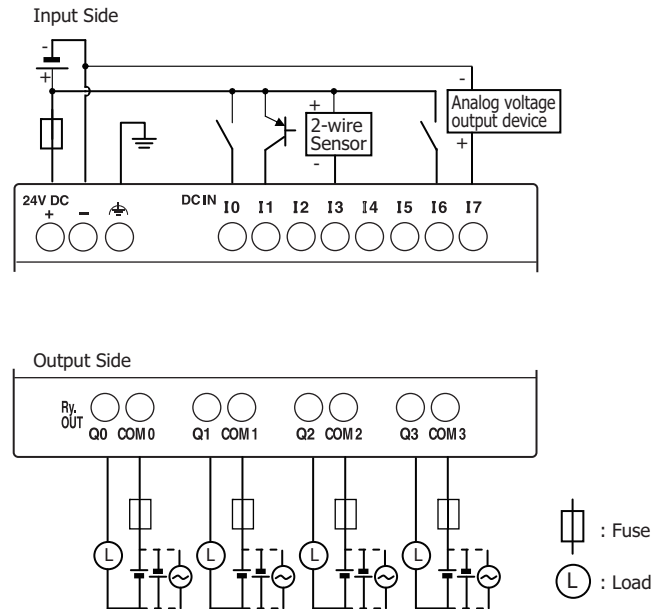 Input Side
-
+
-
+
2-wire
Sensor
-
Analog voltage
output device
+
24V DC
+ -
DC IN I0 I1 I2 I3 I4 I5 I6 I7
Output Side
Ry.
OUT
Q0 COM0 Q1 COM1 Q2 COM2 Q3 COM3
: Fuse
L L L L
L : Load